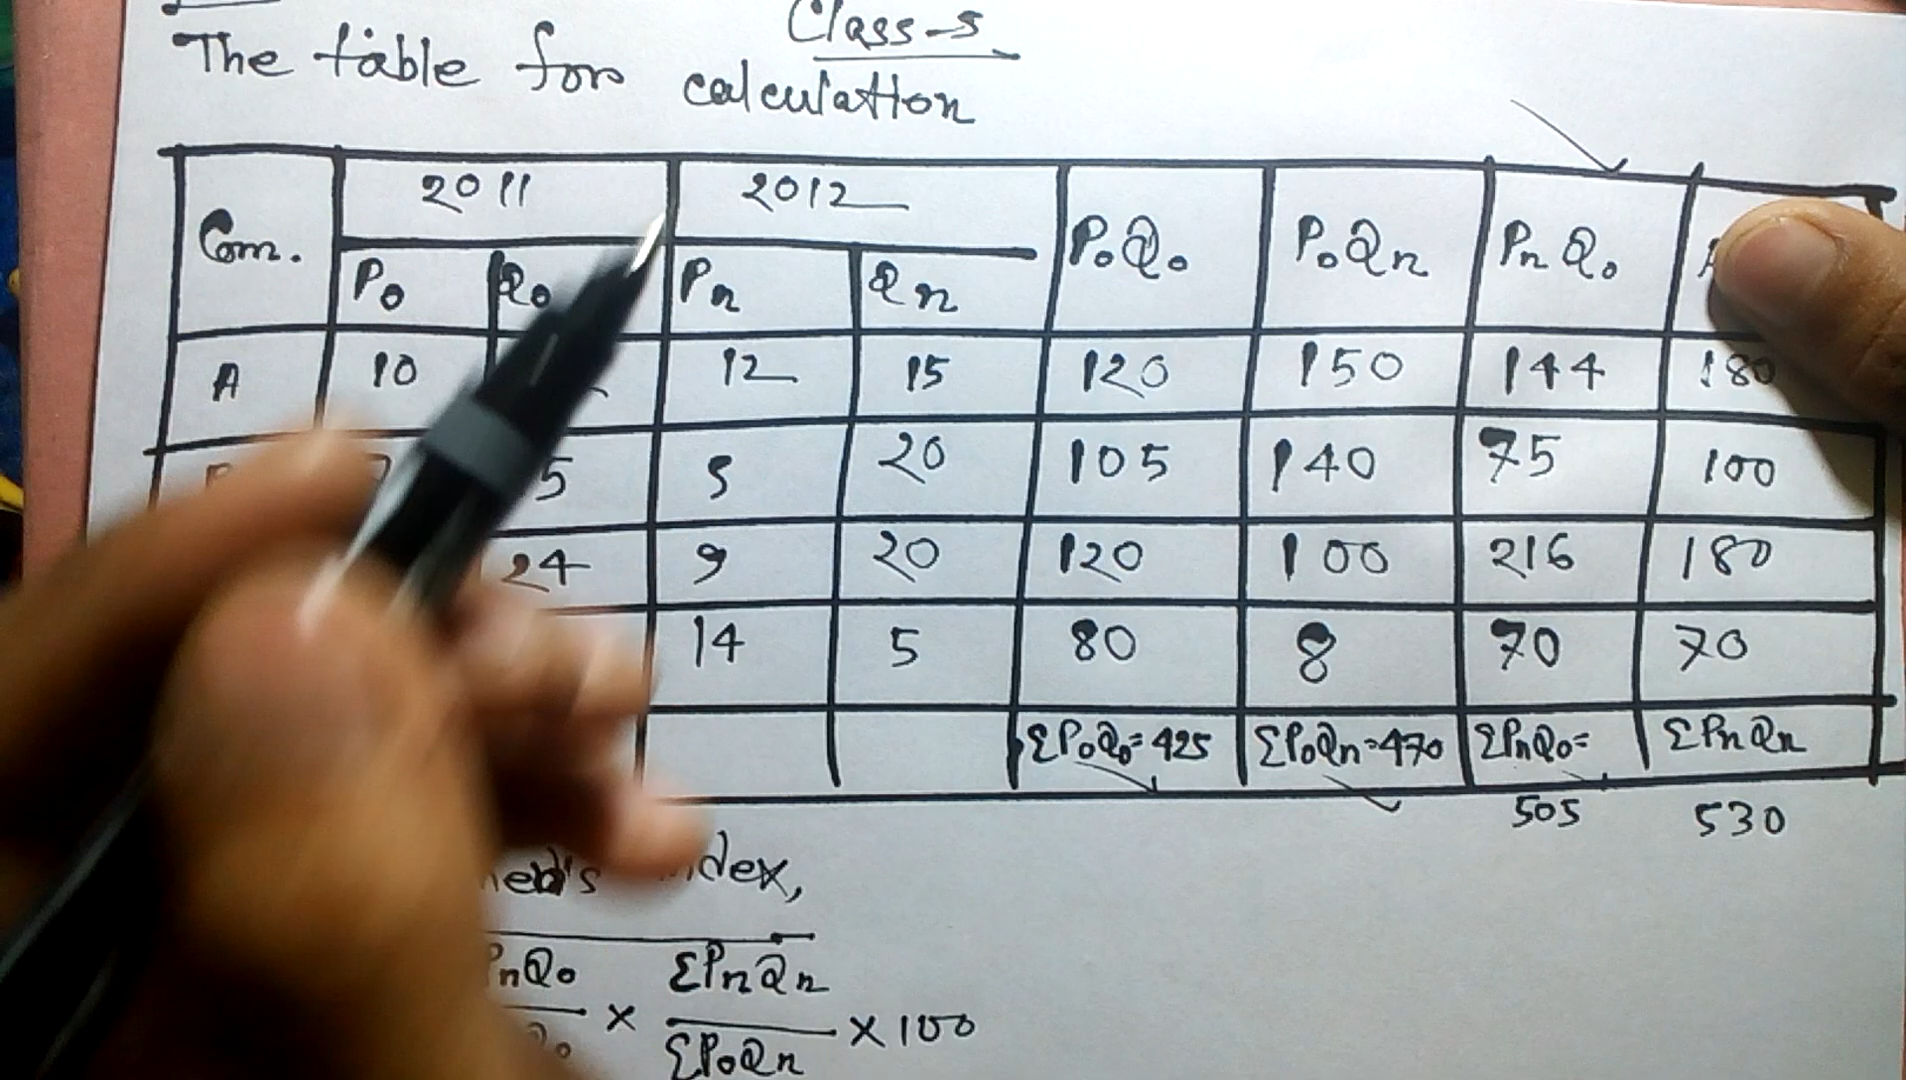 Class-5
The table for calculation
Com. 2011 2012 P₀Q₀ P₀Qn PnQ₀
P₀ Q₀ Pn Qn
A 10 12 15 120 150 144 180
5 5 20 105 140 75 100
24 9 20 120 100 216 180
14 5 80 8 70 70
ΣP₀Q₀=425 ΣP₀Qn=470 ΣPnQ₀= ΣPnQn
505 530
PnQ₀ ΣPnQn
× × 100
ΣP₀Qn